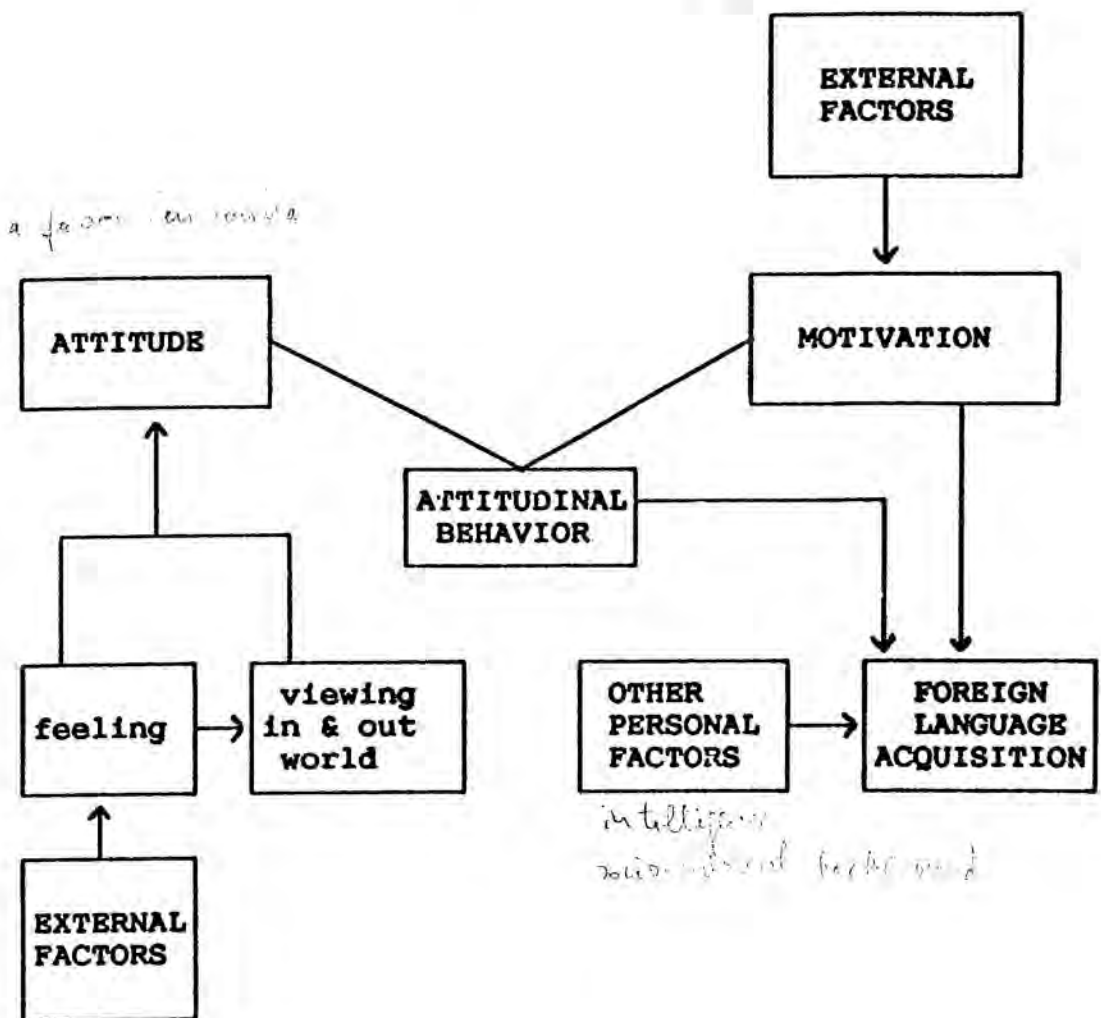 EXTERNAL
FACTORS
a
ATTITUDE
MOTIVATION
ATTITUDINAL
BEHAVIOR
feeling
viewing
in & out
world
OTHER
PERSONAL
FACTORS
FOREIGN
LANGUAGE
ACQUISITION
background
EXTERNAL
FACTORS